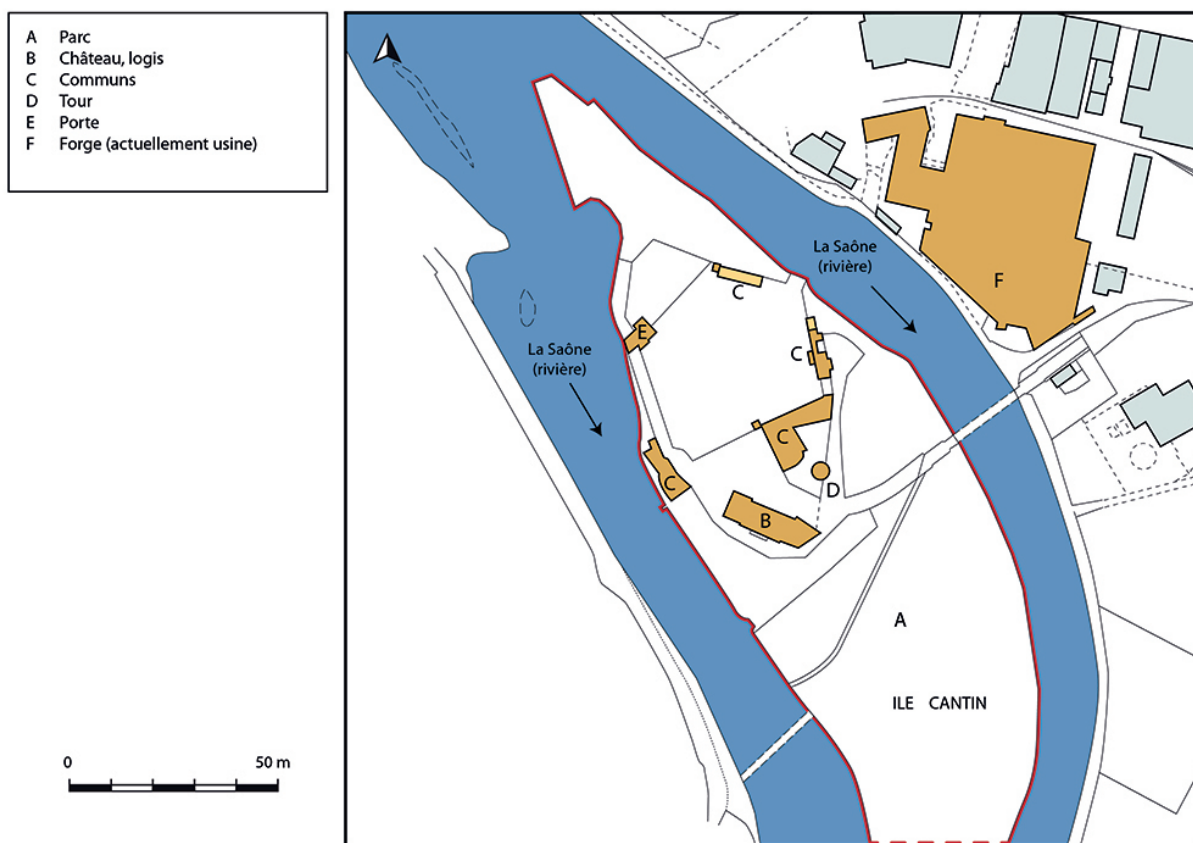 A Parc
B Château, logis
C Communs
D Tour
E Porte
F Forge (actuellement usine)
La Saône
(rivière)
F
C
E
La Saône
(rivière)
C
C
C
D
B
A
ILE CANTIN
0 50 m